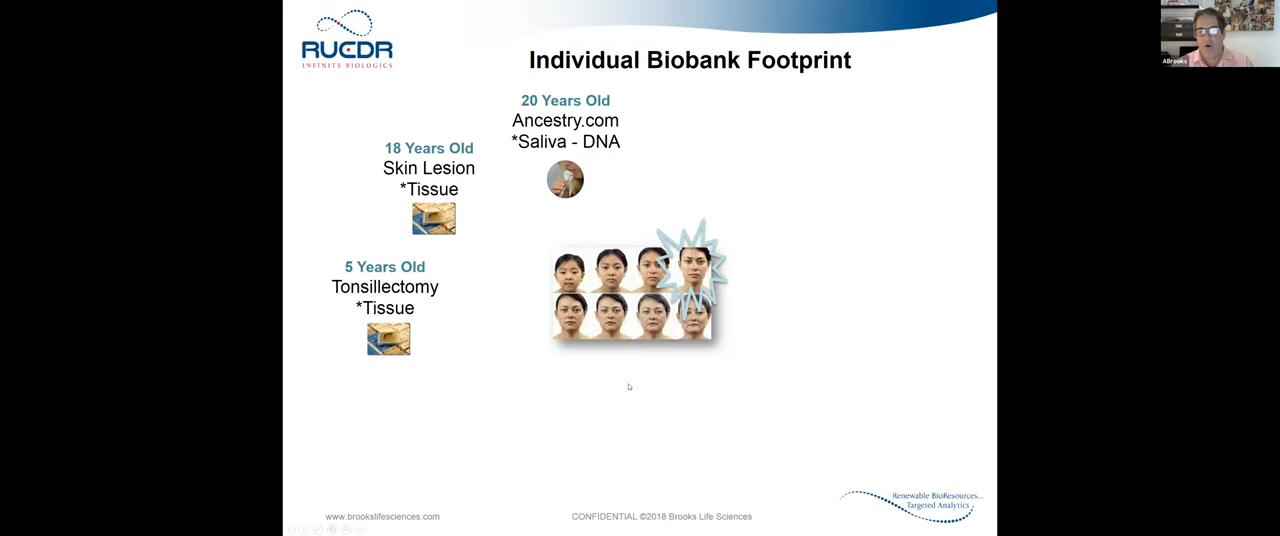 RUCDR
INFINITE BIOLOGICS
Individual Biobank Footprint
ABrooks
20 Years Old
Ancestry.com
*Saliva - DNA
18 Years Old
Skin Lesion
*Tissue
5 Years Old
Tonsillectomy
*Tissue
Renewable BioResources...
Targeted Analytics
www.brookslifesciences.com
CONFIDENTIAL ©2018 Brooks Life Sciences